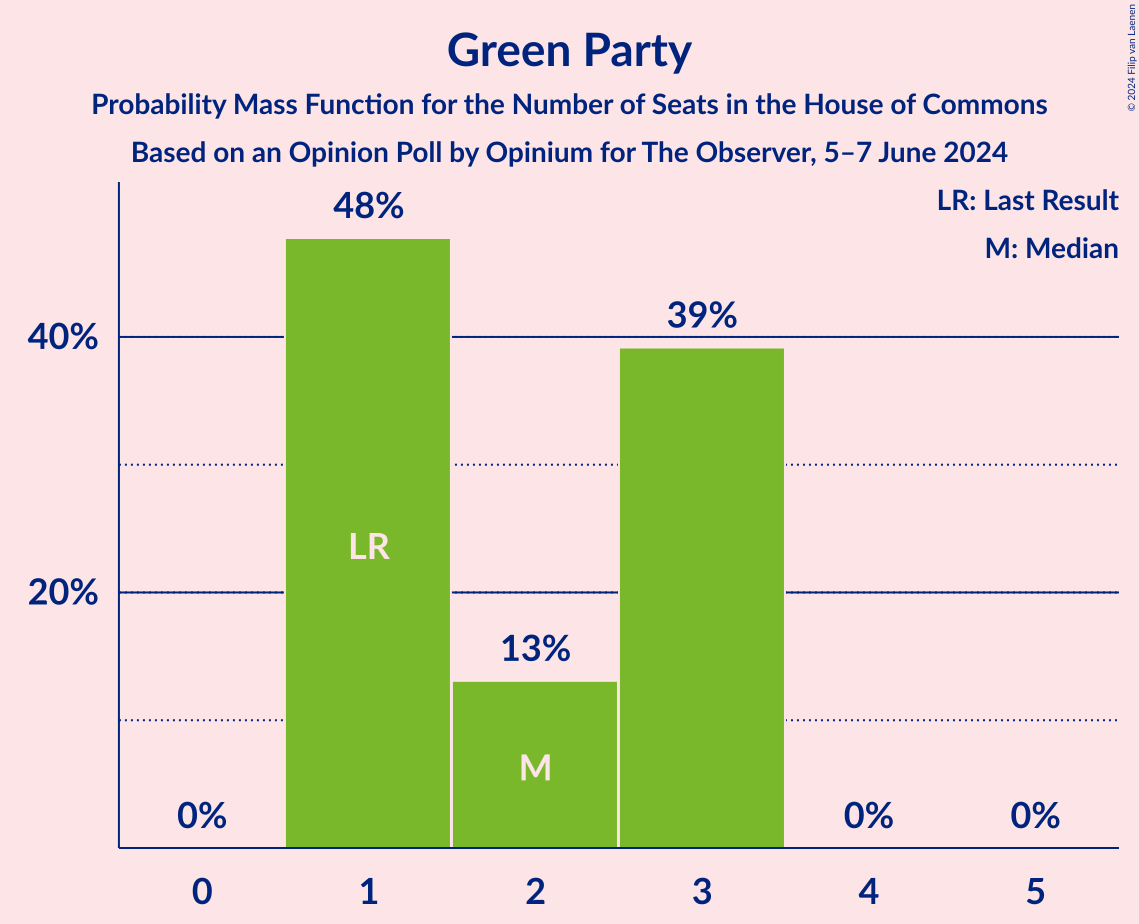 Green Party
Probability Mass Function for the Number of Seats in the House of Commons
Based on an Opinion Poll by Opinium for The Observer, 5–7 June 2024
© 2024 Filip van Laenen
LR: Last Result
M: Median
48%
39%
40%
LR
20%
13%
M
0%
0%
0%
0
1
2
3
4
5